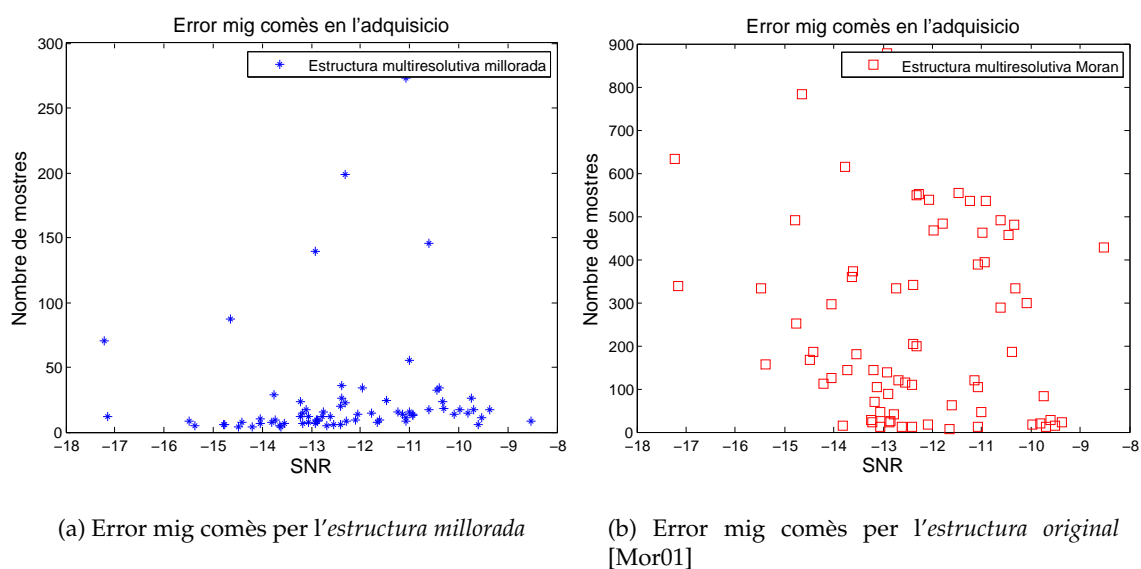 Error mig comès en l'adquisicio
300
250
200
150
100
50
0
Nombre de mostres
Estructura multiresolutiva millorada
−18 −17 −16 −15 −14 −13 −12 −11 −10 −9 −8
SNR
(a) Error mig comès per l'estructura millorada
Error mig comès en l'adquisicio
900
800
700
600
500
400
300
200
100
0
Nombre de mostres
Estructura multiresolutiva Moran
−18 −17 −16 −15 −14 −13 −12 −11 −10 −9 −8
SNR
(b) Error mig comès per l'estructura original
[Mor01]